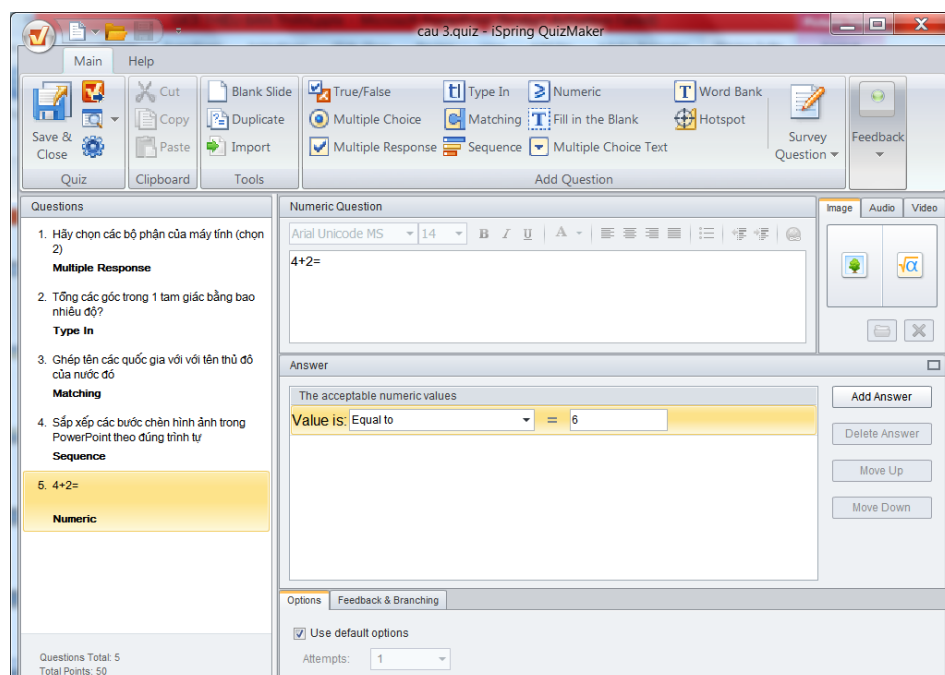 cau 3.quiz - iSpring QuizMaker
Main Help
Save & Close
Quiz
Cut
Copy
Paste
Clipboard
Blank Slide
Duplicate
Import
Tools
True/False
Multiple Choice
Multiple Response
Type In
Matching
Sequence
Numeric
Fill in the Blank
Multiple Choice Text
Word Bank
Hotspot
Survey Question
Add Question
Feedback
Questions
1. Hãy chọn các bộ phận của máy tính (chọn
2)
Multiple Response
2. Tổng các góc trong 1 tam giác bằng bao
nhiêu độ?
Type In
3. Ghép tên các quốc gia với với tên thủ đô
của nước đó
Matching
4. Sắp xếp các bước chèn hình ảnh trong
PowerPoint theo đúng trình tự
Sequence
5. 4+2=
Numeric
Questions Total: 5
Total Points: 50
Numeric Question
Arial Unicode MS 14 B I U A
4+2=
Image Audio Video
√α
Answer
The acceptable numeric values
Value is: Equal to = 6
Add Answer
Delete Answer
Move Up
Move Down
Options Feedback & Branching
Use default options
Attempts: 1